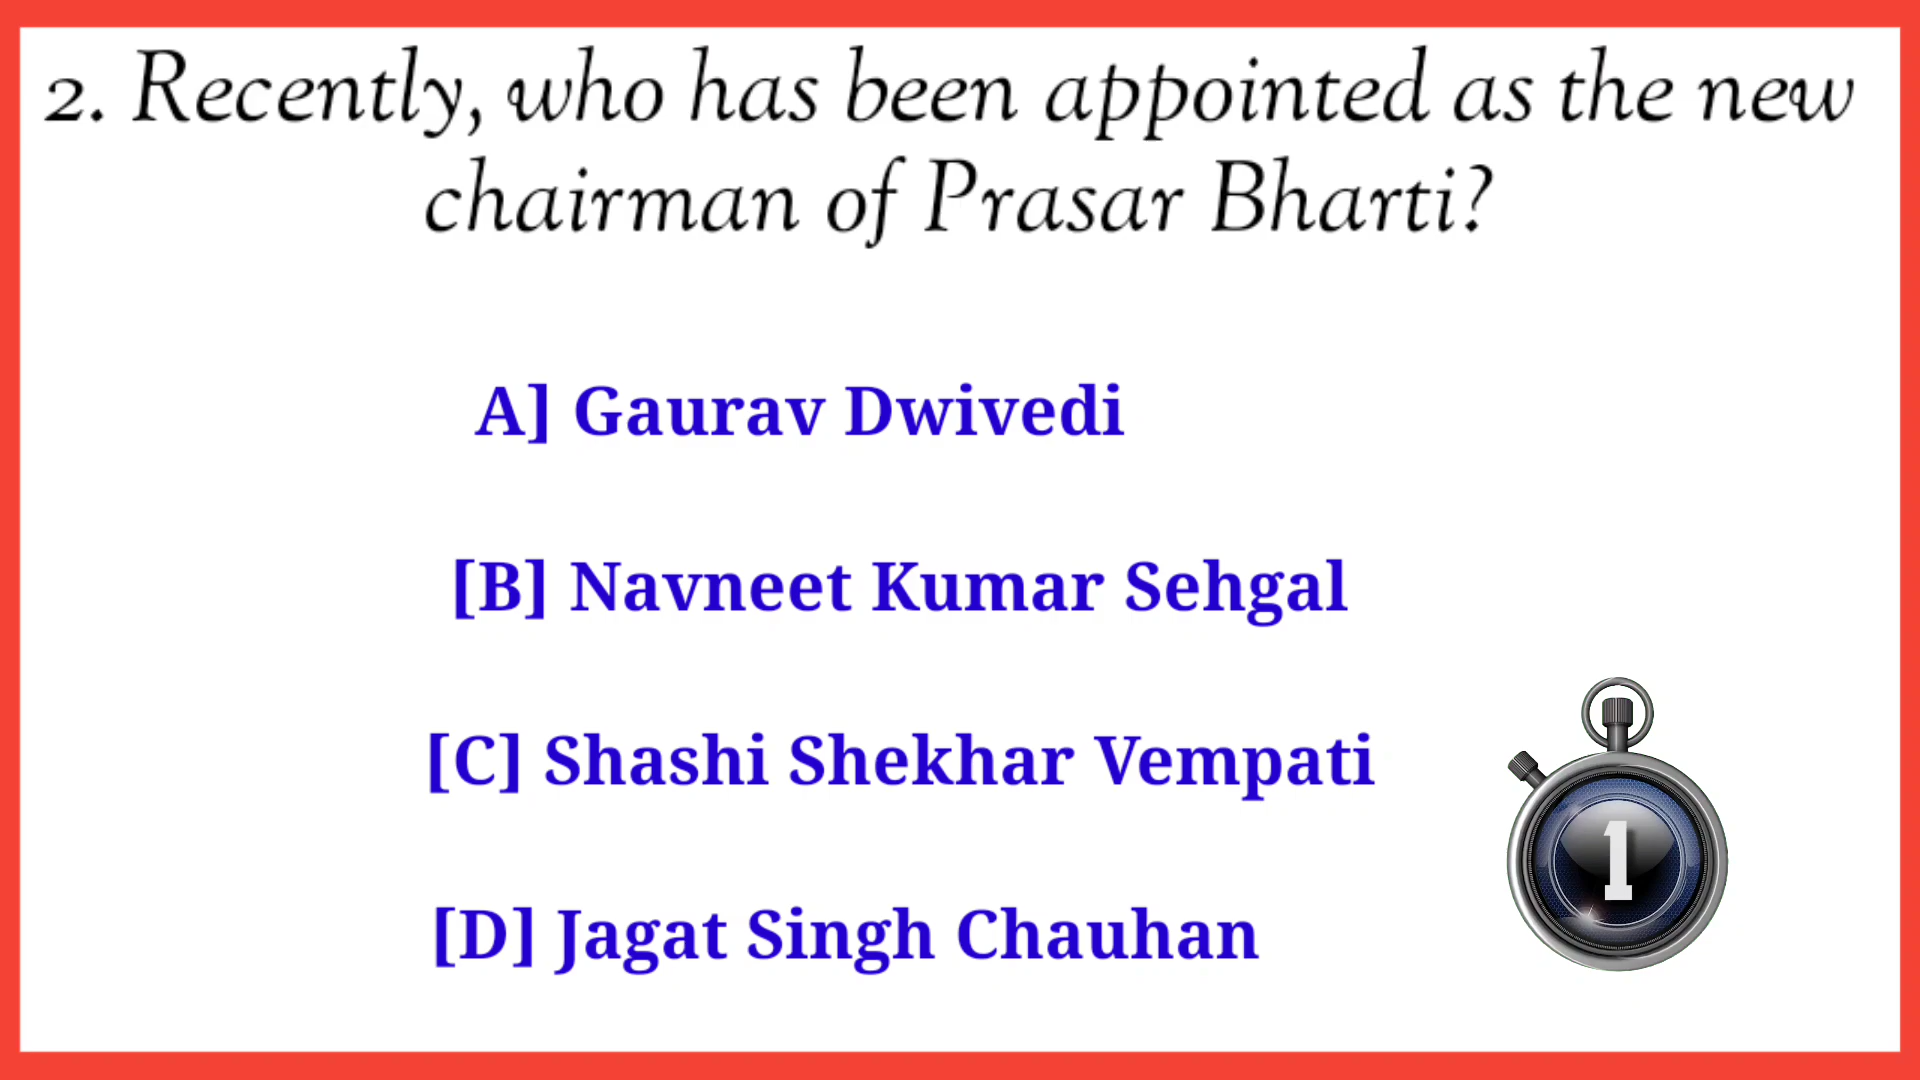 2. Recently, who has been appointed as the new
chairman of Prasar Bharti?
A] Gaurav Dwivedi
[B] Navneet Kumar Sehgal
[C] Shashi Shekhar Vempati
[D] Jagat Singh Chauhan
1